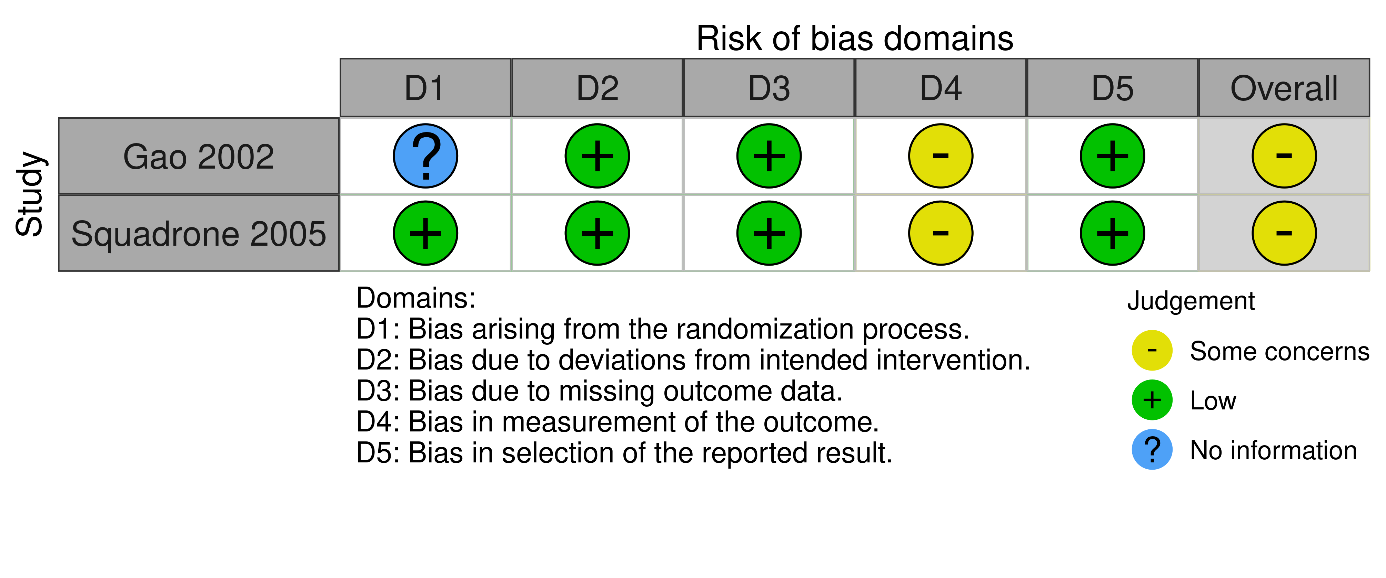 Risk of bias domains
D1 D2 D3 D4 D5 Overall
Study
Gao 2002 ? + + - + -
Squadrone 2005 + + + - + -
Domains:
D1: Bias arising from the randomization process.
D2: Bias due to deviations from intended intervention.
D3: Bias due to missing outcome data.
D4: Bias in measurement of the outcome.
D5: Bias in selection of the reported result.
Judgement
- Some concerns
+ Low
? No information